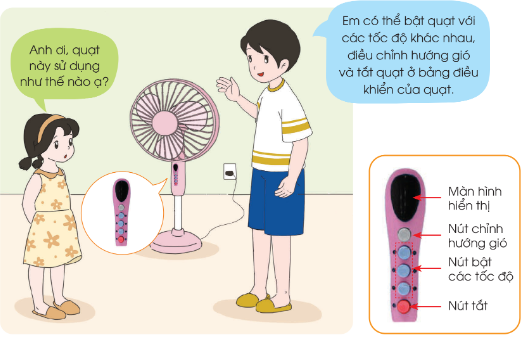 Anh ơi, quạt
này sử dụng
như thế nào ạ?
Em có thể bật quạt với
các tốc độ khác nhau,
điều chỉnh hướng gió
và tắt quạt ở bảng điều
khiển của quạt.
Màn hình
hiển thị
Nút chỉnh
hướng gió
Nút bật
các tốc độ
Nút tắt